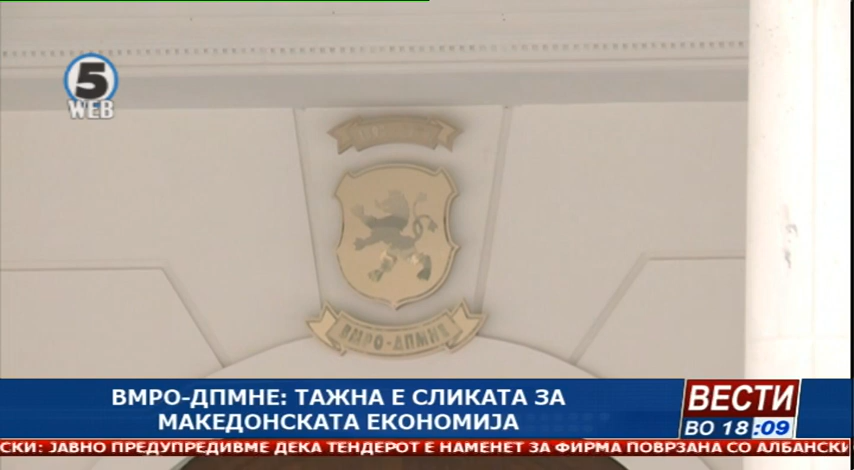 5
WEB
ВМРО-ДПМНЕ
ВМРО-ДПМНЕ: ТАЖНА Е СЛИКАТА ЗА
МАКЕДОНСКАТА ЕКОНОМИЈА
ВЕСТИ
ВО 18:09
СКИ: ЈАВНО ПРЕДУПРЕДИВМЕ ДЕКА ТЕНДЕРОТ Е НАМЕНЕТ ЗА ФИРМА ПОВРЗАНА СО АЛБАНСКИ